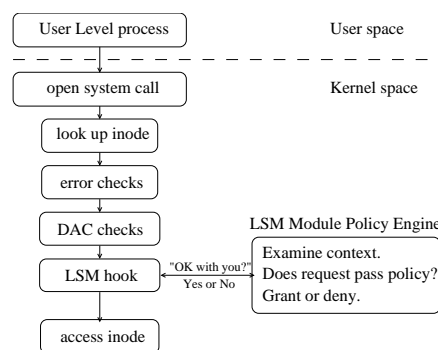 User Level process
User space
open system call
Kernel space
look up inode
error checks
DAC checks
LSM Module Policy Engine
LSM hook
"OK with you?"
Yes or No
Examine context.
Does request pass policy?
Grant or deny.
access inode